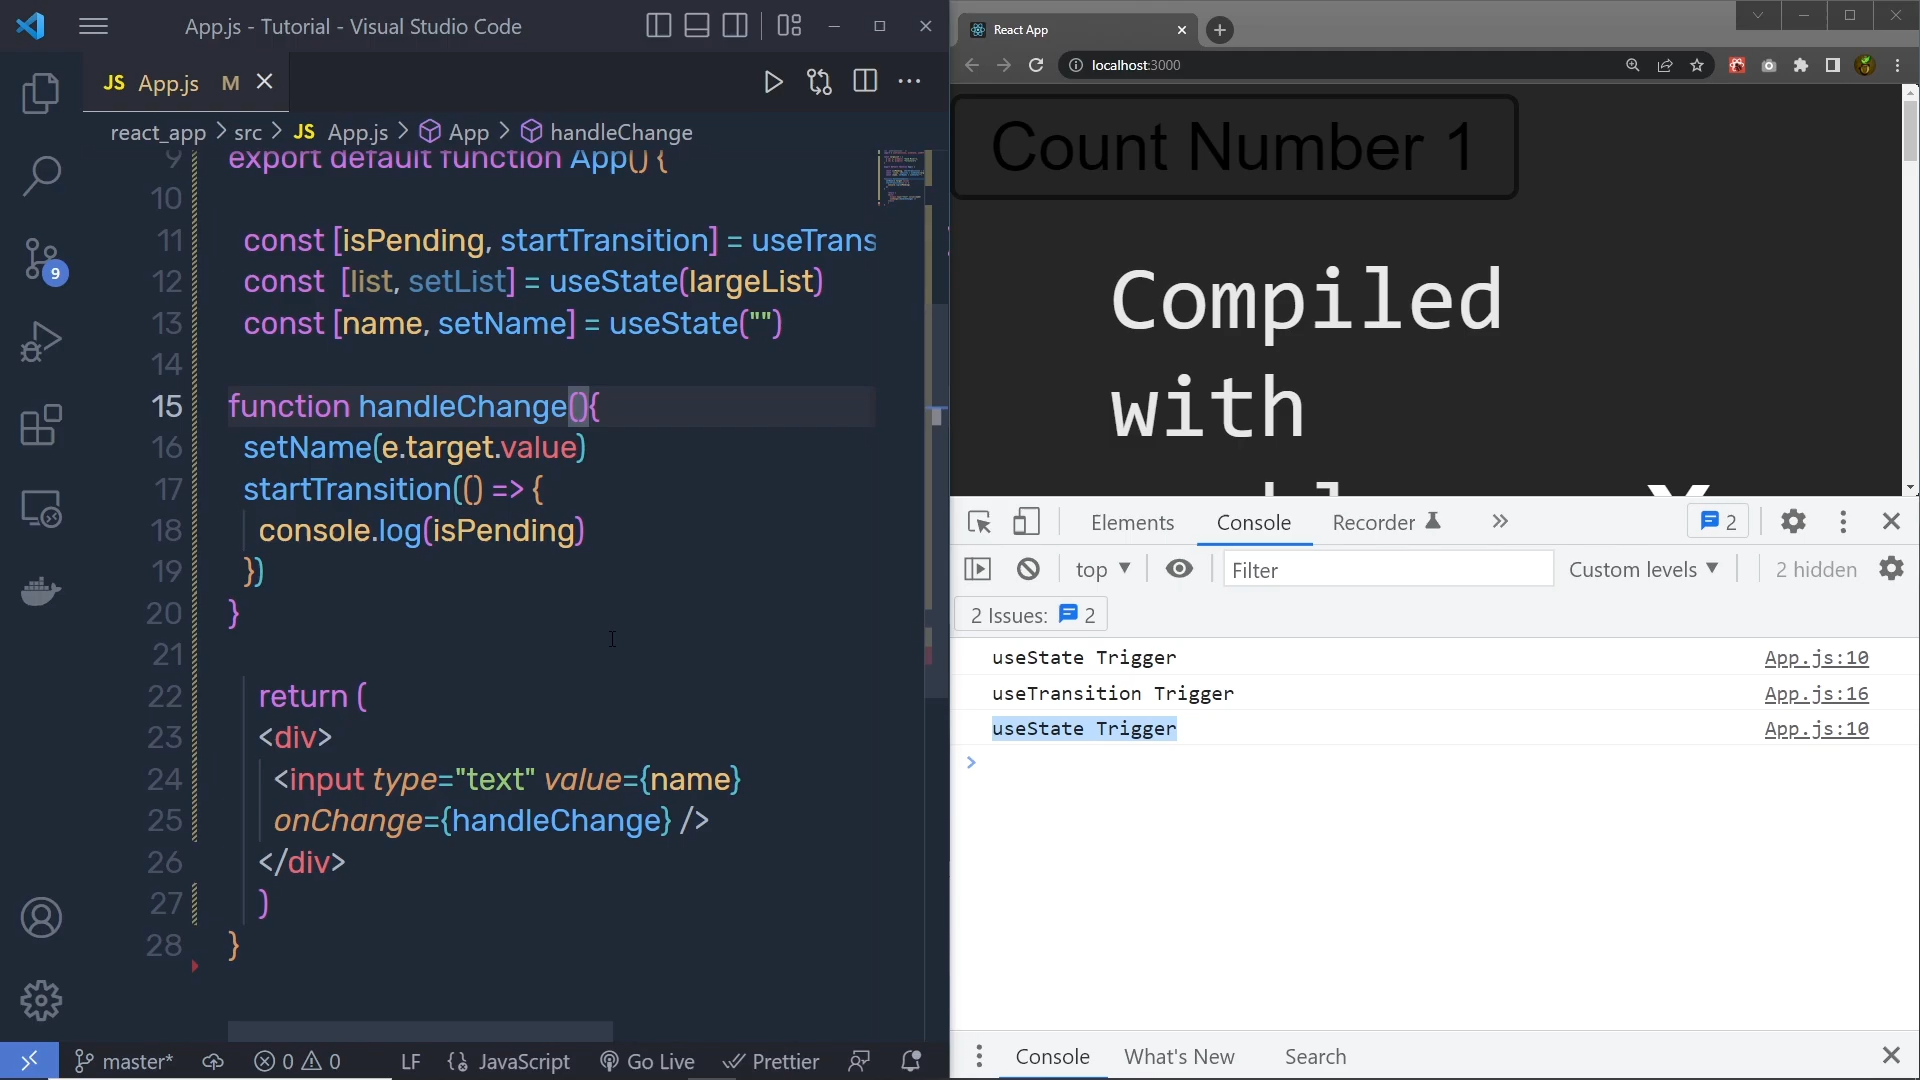 App.js - Tutorial - Visual Studio Code
JS App.js M
react_app > src > JS App.js > App > handleChange
9 export default function App() {
10
11 const [isPending, startTransition] = useTrans
12 const [list, setList] = useState(largeList)
13 const [name, setName] = useState("")
14
15 function handleChange(){
16 setName(e.target.value)
17 startTransition(() => {
18 console.log(isPending)
19 })
20 }
21
22 return (
23 <div>
24 <input type="text" value={name}
25 onChange={handleChange} />
26 </div>
27 )
28 }
9
master* 0 0 LF JavaScript Go Live Prettier
React App
localhost:3000
Count Number 1
Compiled
with
Elements Console Recorder 2
top Filter Custom levels 2 hidden
2 Issues: 2
useState Trigger App.js:10
useTransition Trigger App.js:16
useState Trigger App.js:10
Console What's New Search